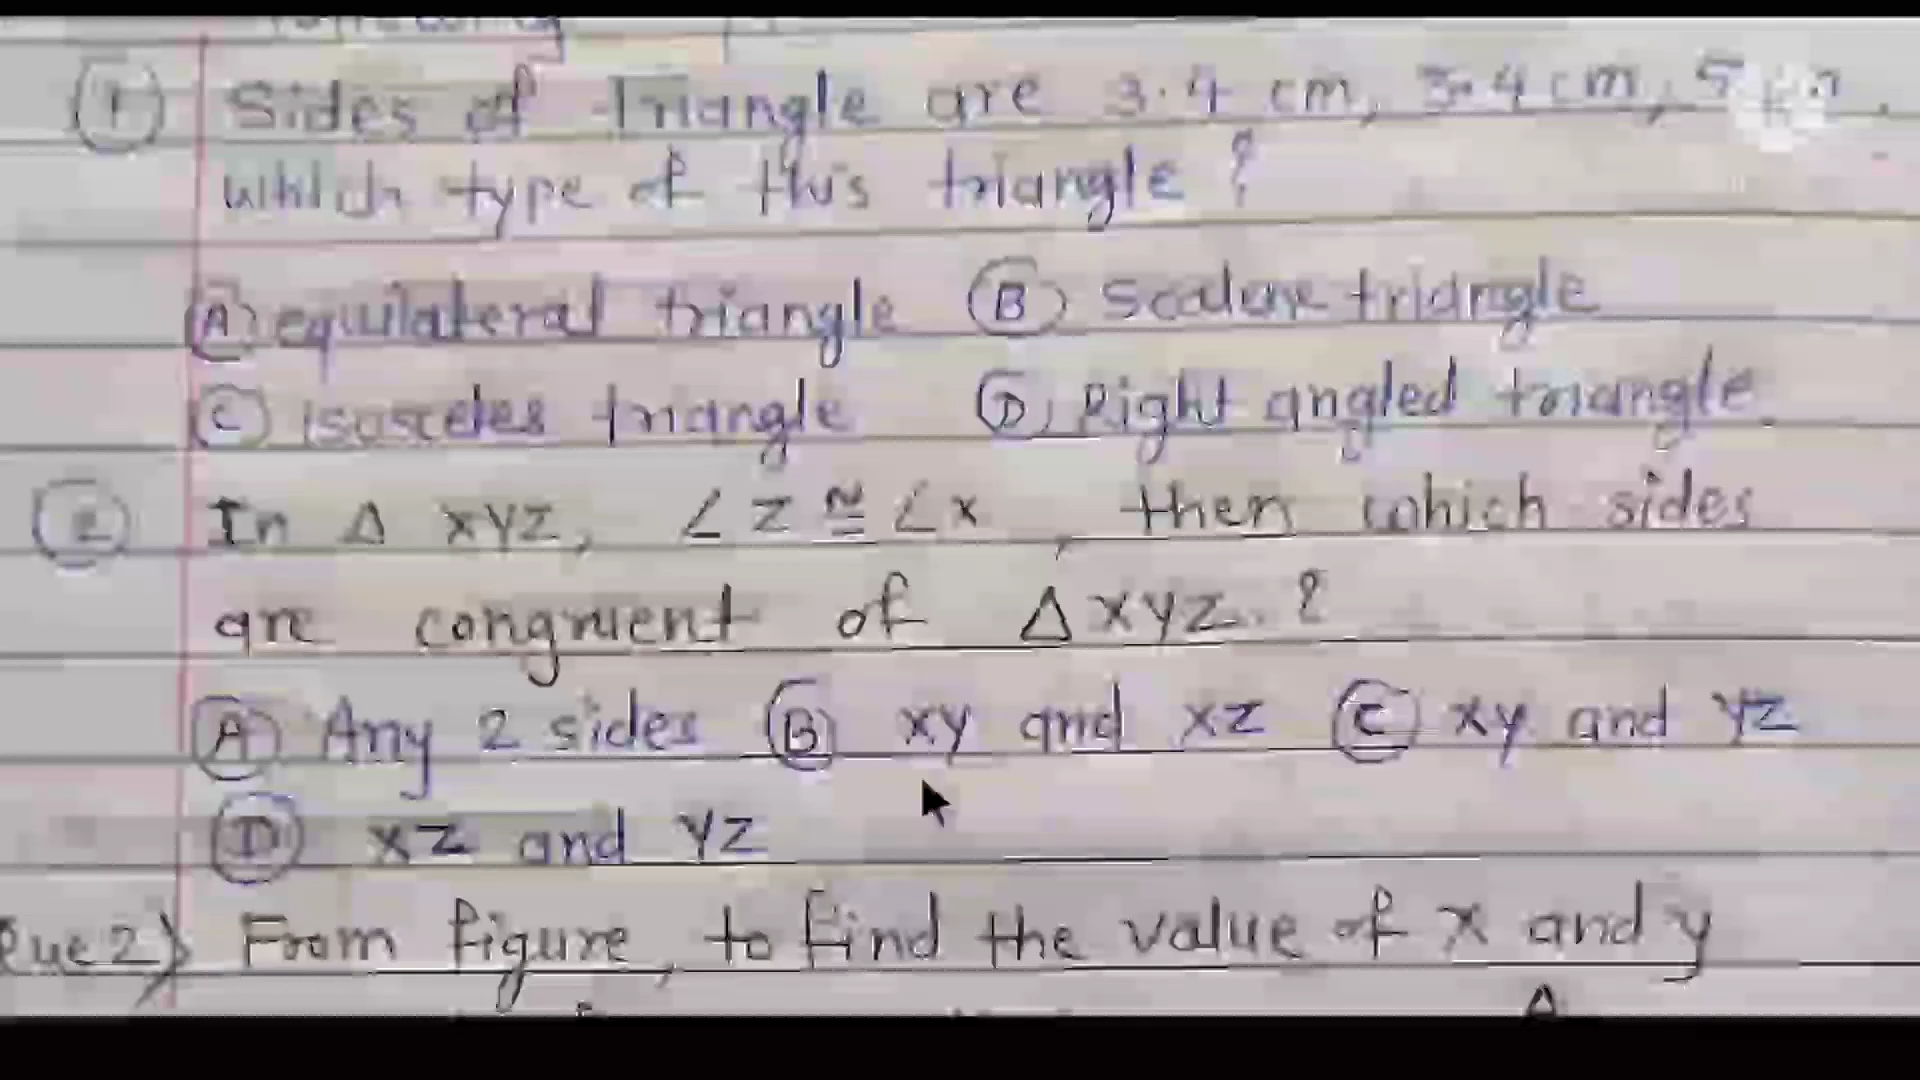 ① Sides of triangle are 3.4 cm, 3.4 cm, 5
which type of this triangle ?
Ⓐ equilateral triangle Ⓑ scalene triangle
Ⓒ isosceles triangle Ⓓ Right angled triangle.
② In Δ XYZ, ∠Z ≅ ∠X, then which sides
are congruent of Δ XYZ. ?
Ⓐ Any 2 sides Ⓑ XY and XZ Ⓒ XY and YZ
Ⓓ XZ and YZ
Que 2) From figure, to find the value of x and y